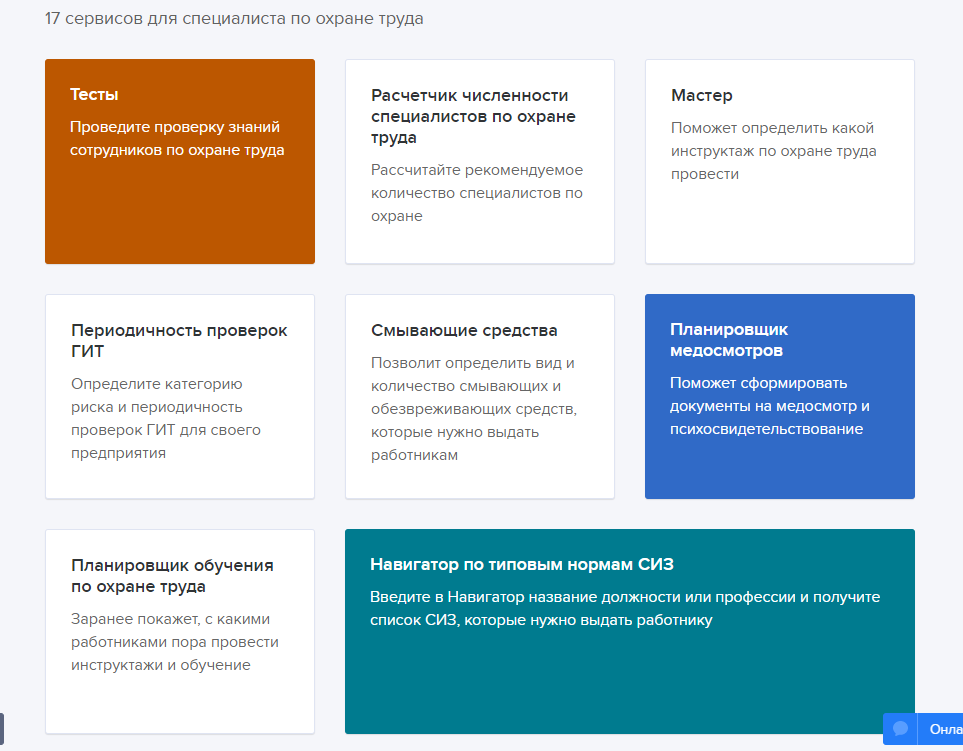 17 сервисов для специалиста по охране труда
Тесты
Проведите проверку знаний
сотрудников по охране труда
Расчетчик численности
специалистов по охране
труда
Рассчитайте рекомендуемое
количество специалистов по
охране
Мастер
Поможет определить какой
инструктаж по охране труда
провести
Периодичность проверок
ГИТ
Определите категорию
риска и периодичность
проверок ГИТ для своего
предприятия
Смывающие средства
Позволит определить вид и
количество смывающих и
обезвреживающих средств,
которые нужно выдать
работникам
Планировщик
медосмотров
Поможет сформировать
документы на медосмотр и
психосвидетельствование
Планировщик обучения
по охране труда
Заранее покажет, с какими
работниками пора провести
инструктажи и обучение
Навигатор по типовым нормам СИЗ
Введите в Навигатор название должности или профессии и получите
список СИЗ, которые нужно выдать работнику
Онла